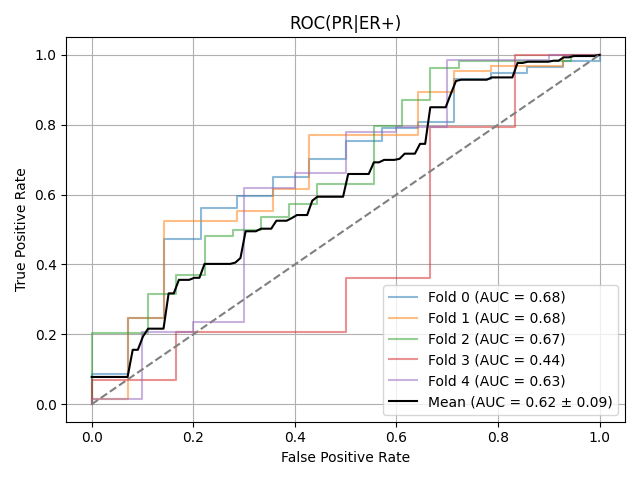 ROC(PR|ER+)
True Positive Rate
1.0
0.8
0.6
0.4
0.2
0.0
Fold 0 (AUC = 0.68)
Fold 1 (AUC = 0.68)
Fold 2 (AUC = 0.67)
Fold 3 (AUC = 0.44)
Fold 4 (AUC = 0.63)
Mean (AUC = 0.62 ± 0.09)
0.0 0.2 0.4 0.6 0.8 1.0
False Positive Rate